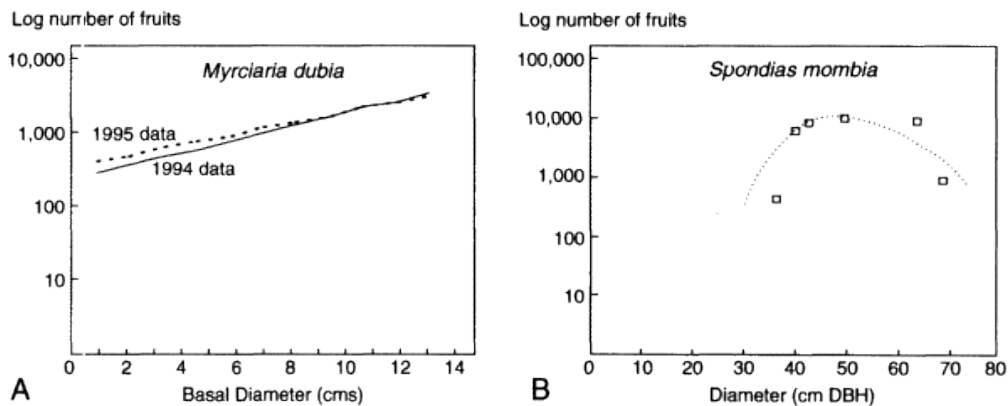 Log number of fruits
10,000
1,000
100
10
0 2 4 6 8 10 12 14
Myrciaria dubia
1995 data
1994 data
A Basal Diameter (cms)
Log number of fruits
100,000
10,000
1,000
100
10
0 10 20 30 40 50 60 70 80
Spondias mombia
B Diameter (cm DBH)